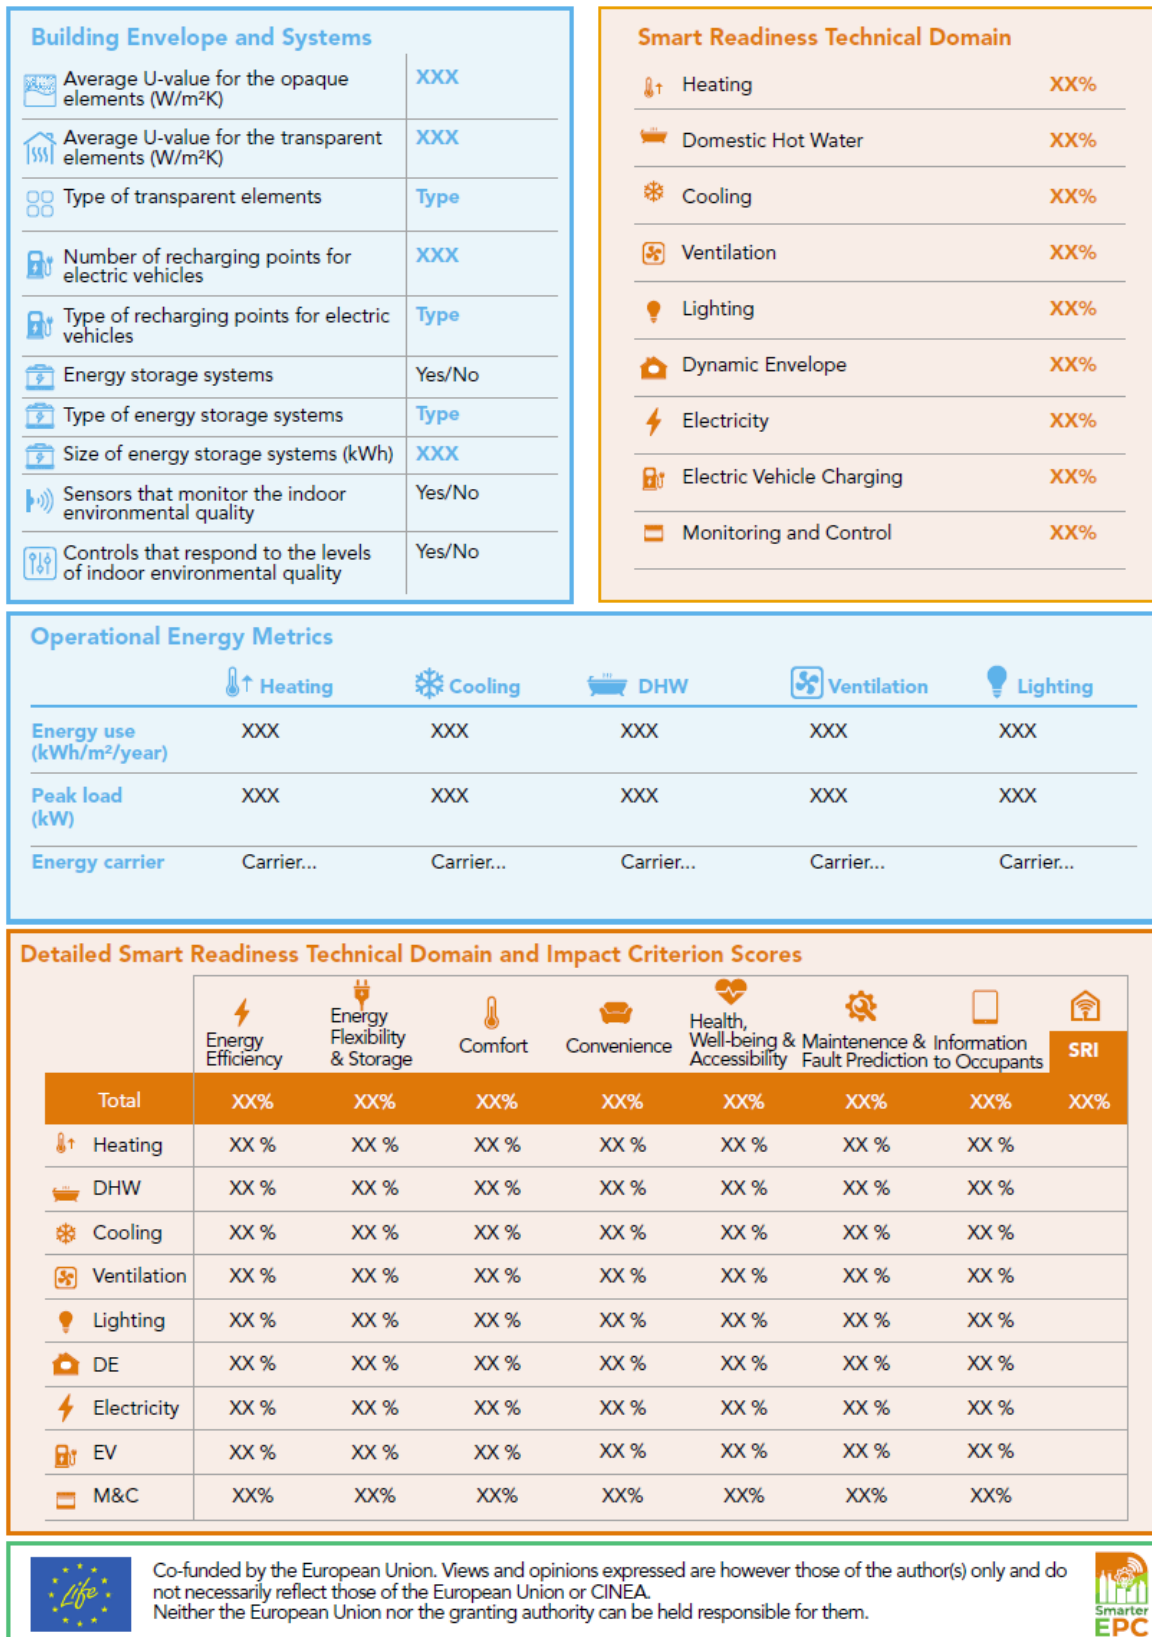 Building Envelope and Systems
Average U-value for the opaque
elements (W/m²K)
XXX
Average U-value for the transparent
elements (W/m²K)
XXX
Type of transparent elements
Type
Number of recharging points for
electric vehicles
XXX
Type of recharging points for electric
vehicles
Type
Energy storage systems
Yes/No
Type of energy storage systems
Type
Size of energy storage systems (kWh)
XXX
Sensors that monitor the indoor
environmental quality
Yes/No
Controls that respond to the levels
of indoor environmental quality
Yes/No
Smart Readiness Technical Domain
Heating XX%
Domestic Hot Water XX%
Cooling XX%
Ventilation XX%
Lighting XX%
Dynamic Envelope XX%
Electricity XX%
Electric Vehicle Charging XX%
Monitoring and Control XX%
Operational Energy Metrics
Heating Cooling DHW Ventilation Lighting
Energy use
(kWh/m²/year)
XXX XXX XXX XXX XXX
Peak load
(kW)
XXX XXX XXX XXX XXX
Energy carrier Carrier... Carrier... Carrier... Carrier... Carrier...
Detailed Smart Readiness Technical Domain and Impact Criterion Scores
Energy
Efficiency
Energy
Flexibility
& Storage
Comfort
Convenience
Health,
Well-being &
Accessibility
Maintenence &
Fault Prediction
Information
to Occupants
SRI
Total XX% XX% XX% XX% XX% XX% XX% XX%
Heating XX % XX % XX % XX % XX % XX % XX %
DHW XX % XX % XX % XX % XX % XX % XX %
Cooling XX % XX % XX % XX % XX % XX % XX %
Ventilation XX % XX % XX % XX % XX % XX % XX %
Lighting XX % XX % XX % XX % XX % XX % XX %
DE XX % XX % XX % XX % XX % XX % XX %
Electricity XX % XX % XX % XX % XX % XX % XX %
EV XX % XX % XX % XX % XX % XX % XX %
M&C XX% XX% XX% XX% XX% XX% XX%
Life
Co-funded by the European Union. Views and opinions expressed are however those of the author(s) only and do
not necessarily reflect those of the European Union or CINEA.
Neither the European Union nor the granting authority can be held responsible for them.
Smarter
EPC